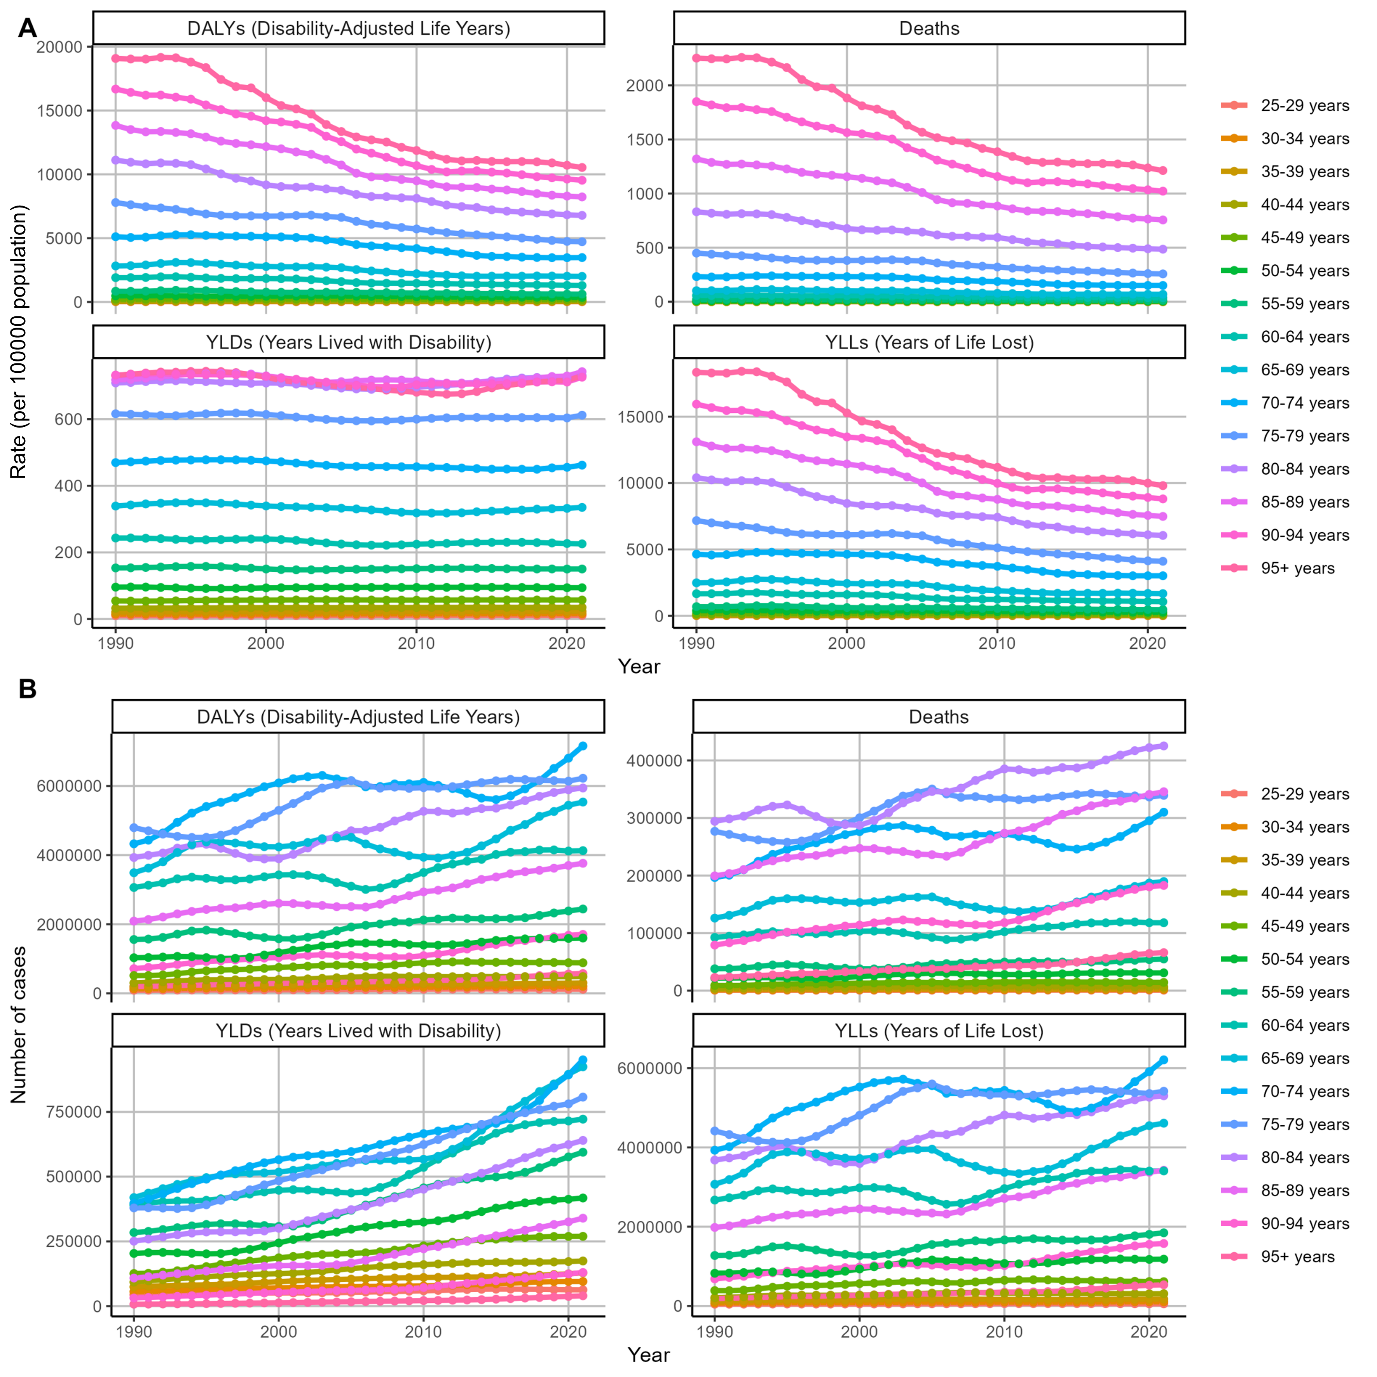 A
DALYs (Disability-Adjusted Life Years)
Deaths
20000
15000
10000
5000
0
2000
1500
1000
500
0
YLDs (Years Lived with Disability)
YLLs (Years of Life Lost)
600
400
200
0
15000
10000
5000
0
1990
2000
2010
2020
1990
2000
2010
2020
Year
Rate (per 100000 population)
25-29 years
30-34 years
35-39 years
40-44 years
45-49 years
50-54 years
55-59 years
60-64 years
65-69 years
70-74 years
75-79 years
80-84 years
85-89 years
90-94 years
95+ years
B
DALYs (Disability-Adjusted Life Years)
Deaths
6000000
4000000
2000000
0
400000
300000
200000
100000
0
YLDs (Years Lived with Disability)
YLLs (Years of Life Lost)
750000
500000
250000
0
6000000
4000000
2000000
0
1990
2000
2010
2020
1990
2000
2010
2020
Year
Number of cases
25-29 years
30-34 years
35-39 years
40-44 years
45-49 years
50-54 years
55-59 years
60-64 years
65-69 years
70-74 years
75-79 years
80-84 years
85-89 years
90-94 years
95+ years